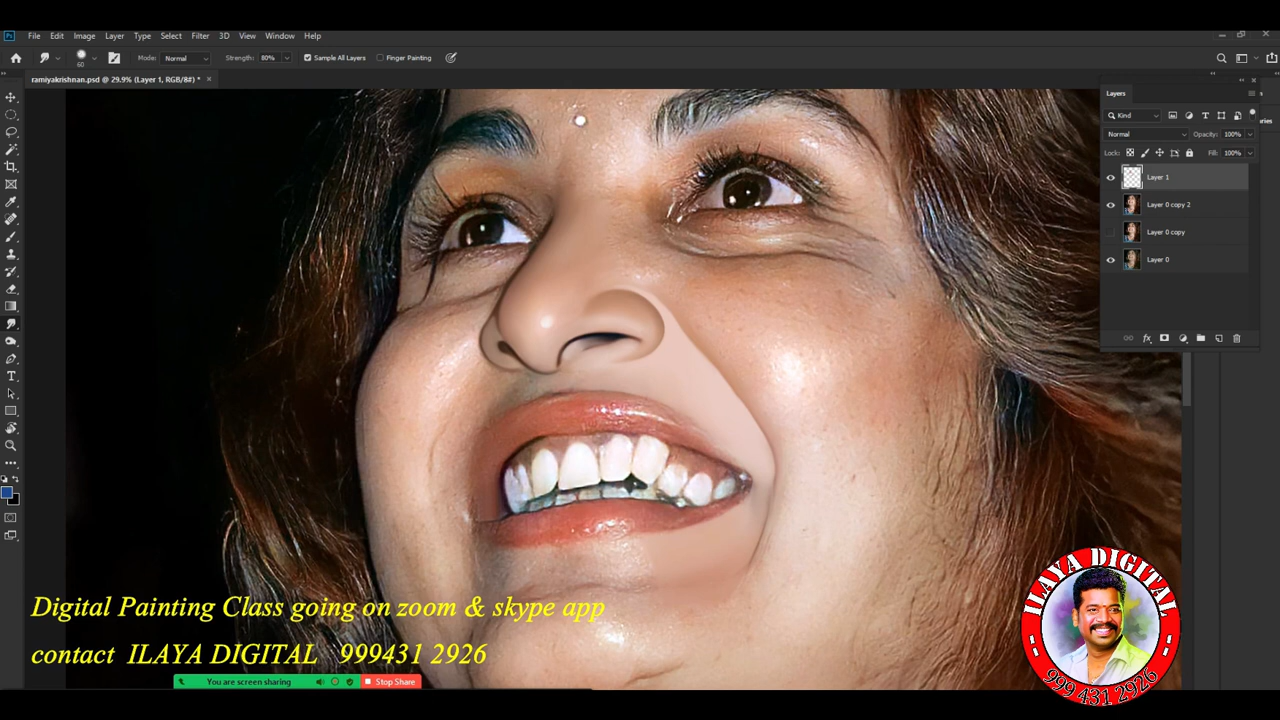 File Edit Image Layer Type Select Filter 3D View Window Help
60 Mode: Normal Strength: 80% Sample All Layers Finger Painting
ramiyakrishnan.psd @ 29.9% (Layer 1, RGB/8#) *
Layers
Kind
Normal Opacity: 100%
Lock: Fill: 100%
Layer 1
Layer 0 copy 2
Layer 0 copy
Layer 0
Digital Painting Class going on zoom & skype app
contact ILAYA DIGITAL 999431 2926
You are screen sharing Stop Share
ILAYA DIGITAL
999 431 2926